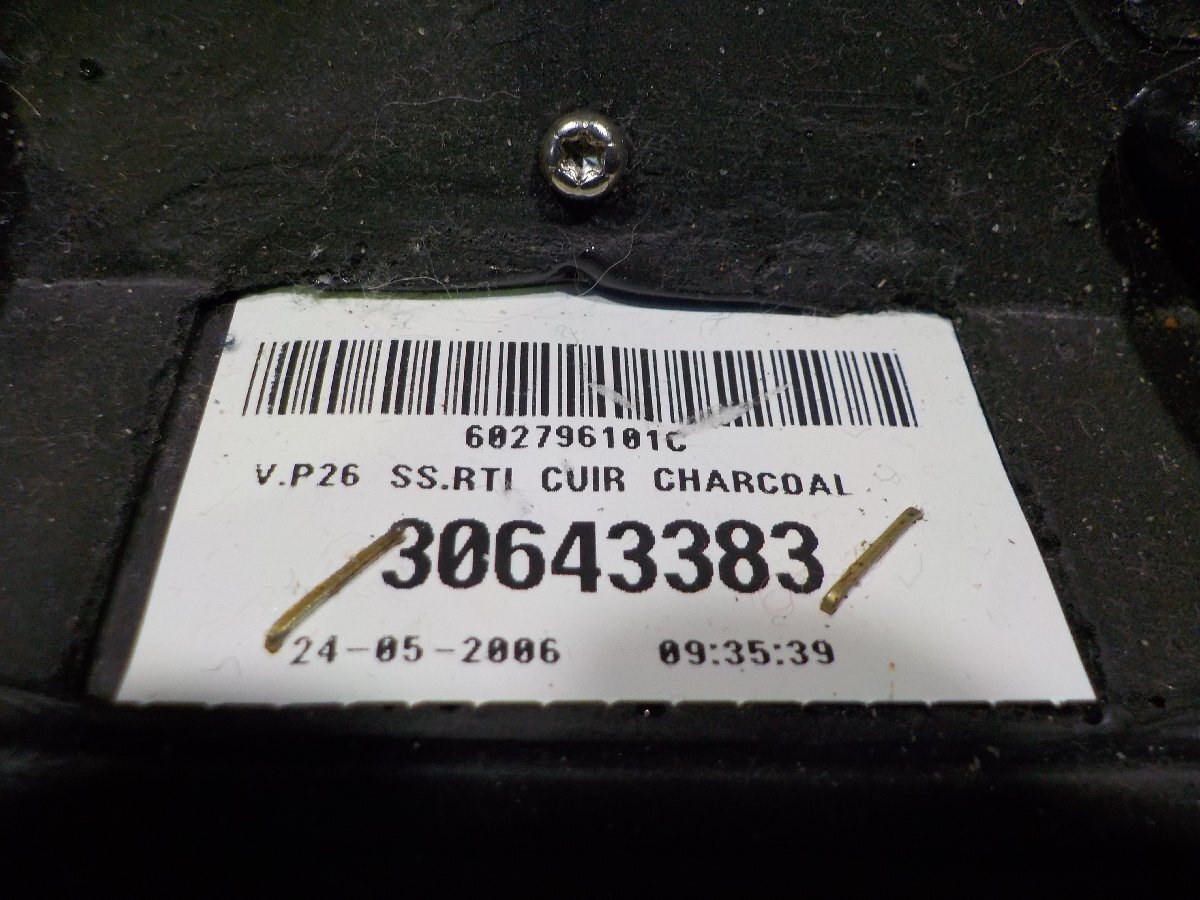 602796101C
V.P26 SS.RTI CUIR CHARCOAL
30643383
24-05-2006 09:35:39